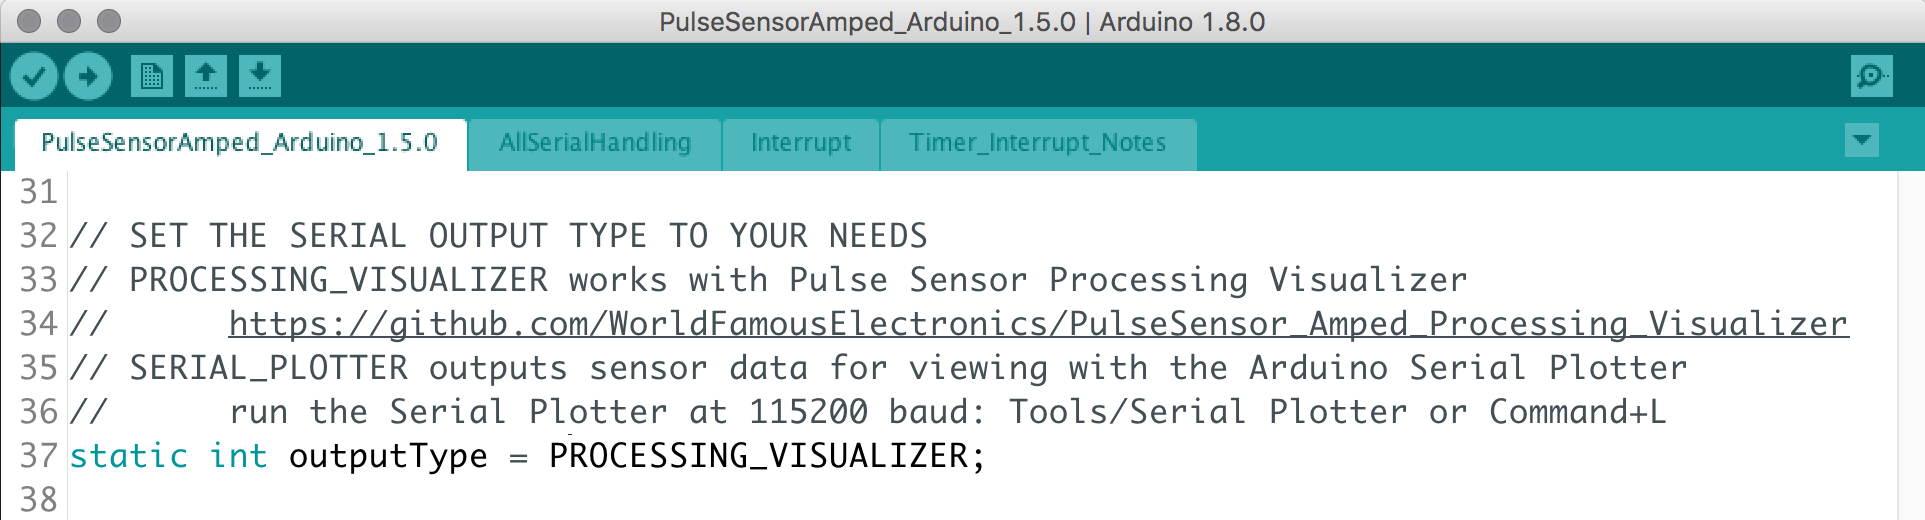 PulseSensorAmped_Arduino_1.5.0 | Arduino 1.8.0
PulseSensorAmped_Arduino_1.5.0 AllSerialHandling Interrupt Timer_Interrupt_Notes
31
32 // SET THE SERIAL OUTPUT TYPE TO YOUR NEEDS
33 // PROCESSING_VISUALIZER works with Pulse Sensor Processing Visualizer
34 //      https://github.com/WorldFamousElectronics/PulseSensor_Amped_Processing_Visualizer
35 // SERIAL_PLOTTER outputs sensor data for viewing with the Arduino Serial Plotter
36 //      run the Serial Plotter at 115200 baud: Tools/Serial Plotter or Command+L
37 static int outputType = PROCESSING_VISUALIZER;
38